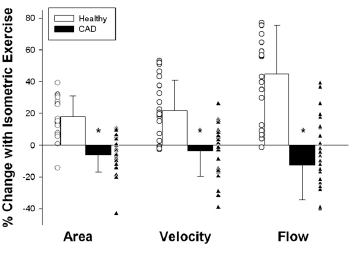 % Change with Isometric Exercise
Healthy
CAD
80
60
40
20
0
-20
-40
*
*
*
Area
Velocity
Flow